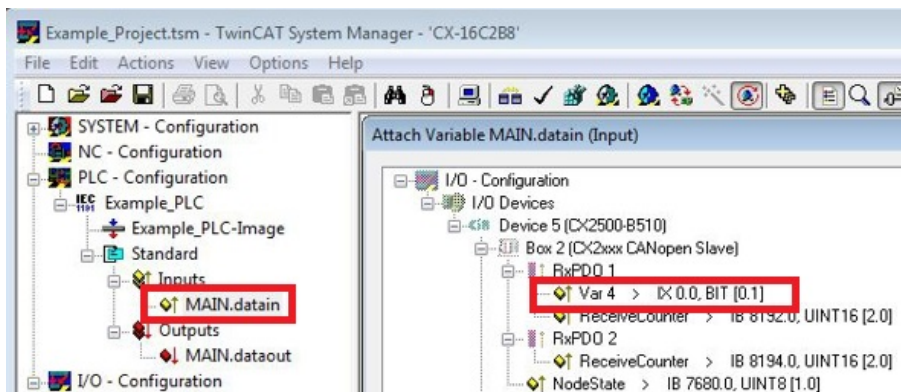 Example_Project.tsm - TwinCAT System Manager - 'CX-16C2B8'
File Edit Actions View Options Help
SYSTEM - Configuration
NC - Configuration
PLC - Configuration
IEC
1131
Example_PLC
Example_PLC-Image
Standard
Inputs
MAIN.datain
Outputs
MAIN.dataout
I/O - Configuration
Attach Variable MAIN.datain (Input)
I/O - Configuration
I/O Devices
Device 5 (CX2500-B510)
Box 2 (CX2xxx CANopen Slave)
RxPDO 1
Var 4 > IX 0.0, BIT [0.1]
ReceiveCounter > IB 8192.0, UINT16 [2.0]
RxPDO 2
ReceiveCounter > IB 8194.0, UINT16 [2.0]
NodeState > IB 7680.0, UINT8 [1.0]